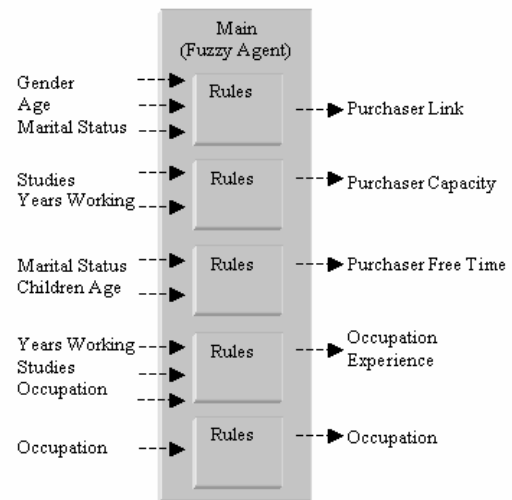 Main
(Fuzzy Agent)
Gender
Age
Marital Status
Rules
Purchaser Link
Studies
Years Working
Rules
Purchaser Capacity
Marital Status
Children Age
Rules
Purchaser Free Time
Years Working
Studies
Occupation
Rules
Occupation
Experience
Occupation
Rules
Occupation